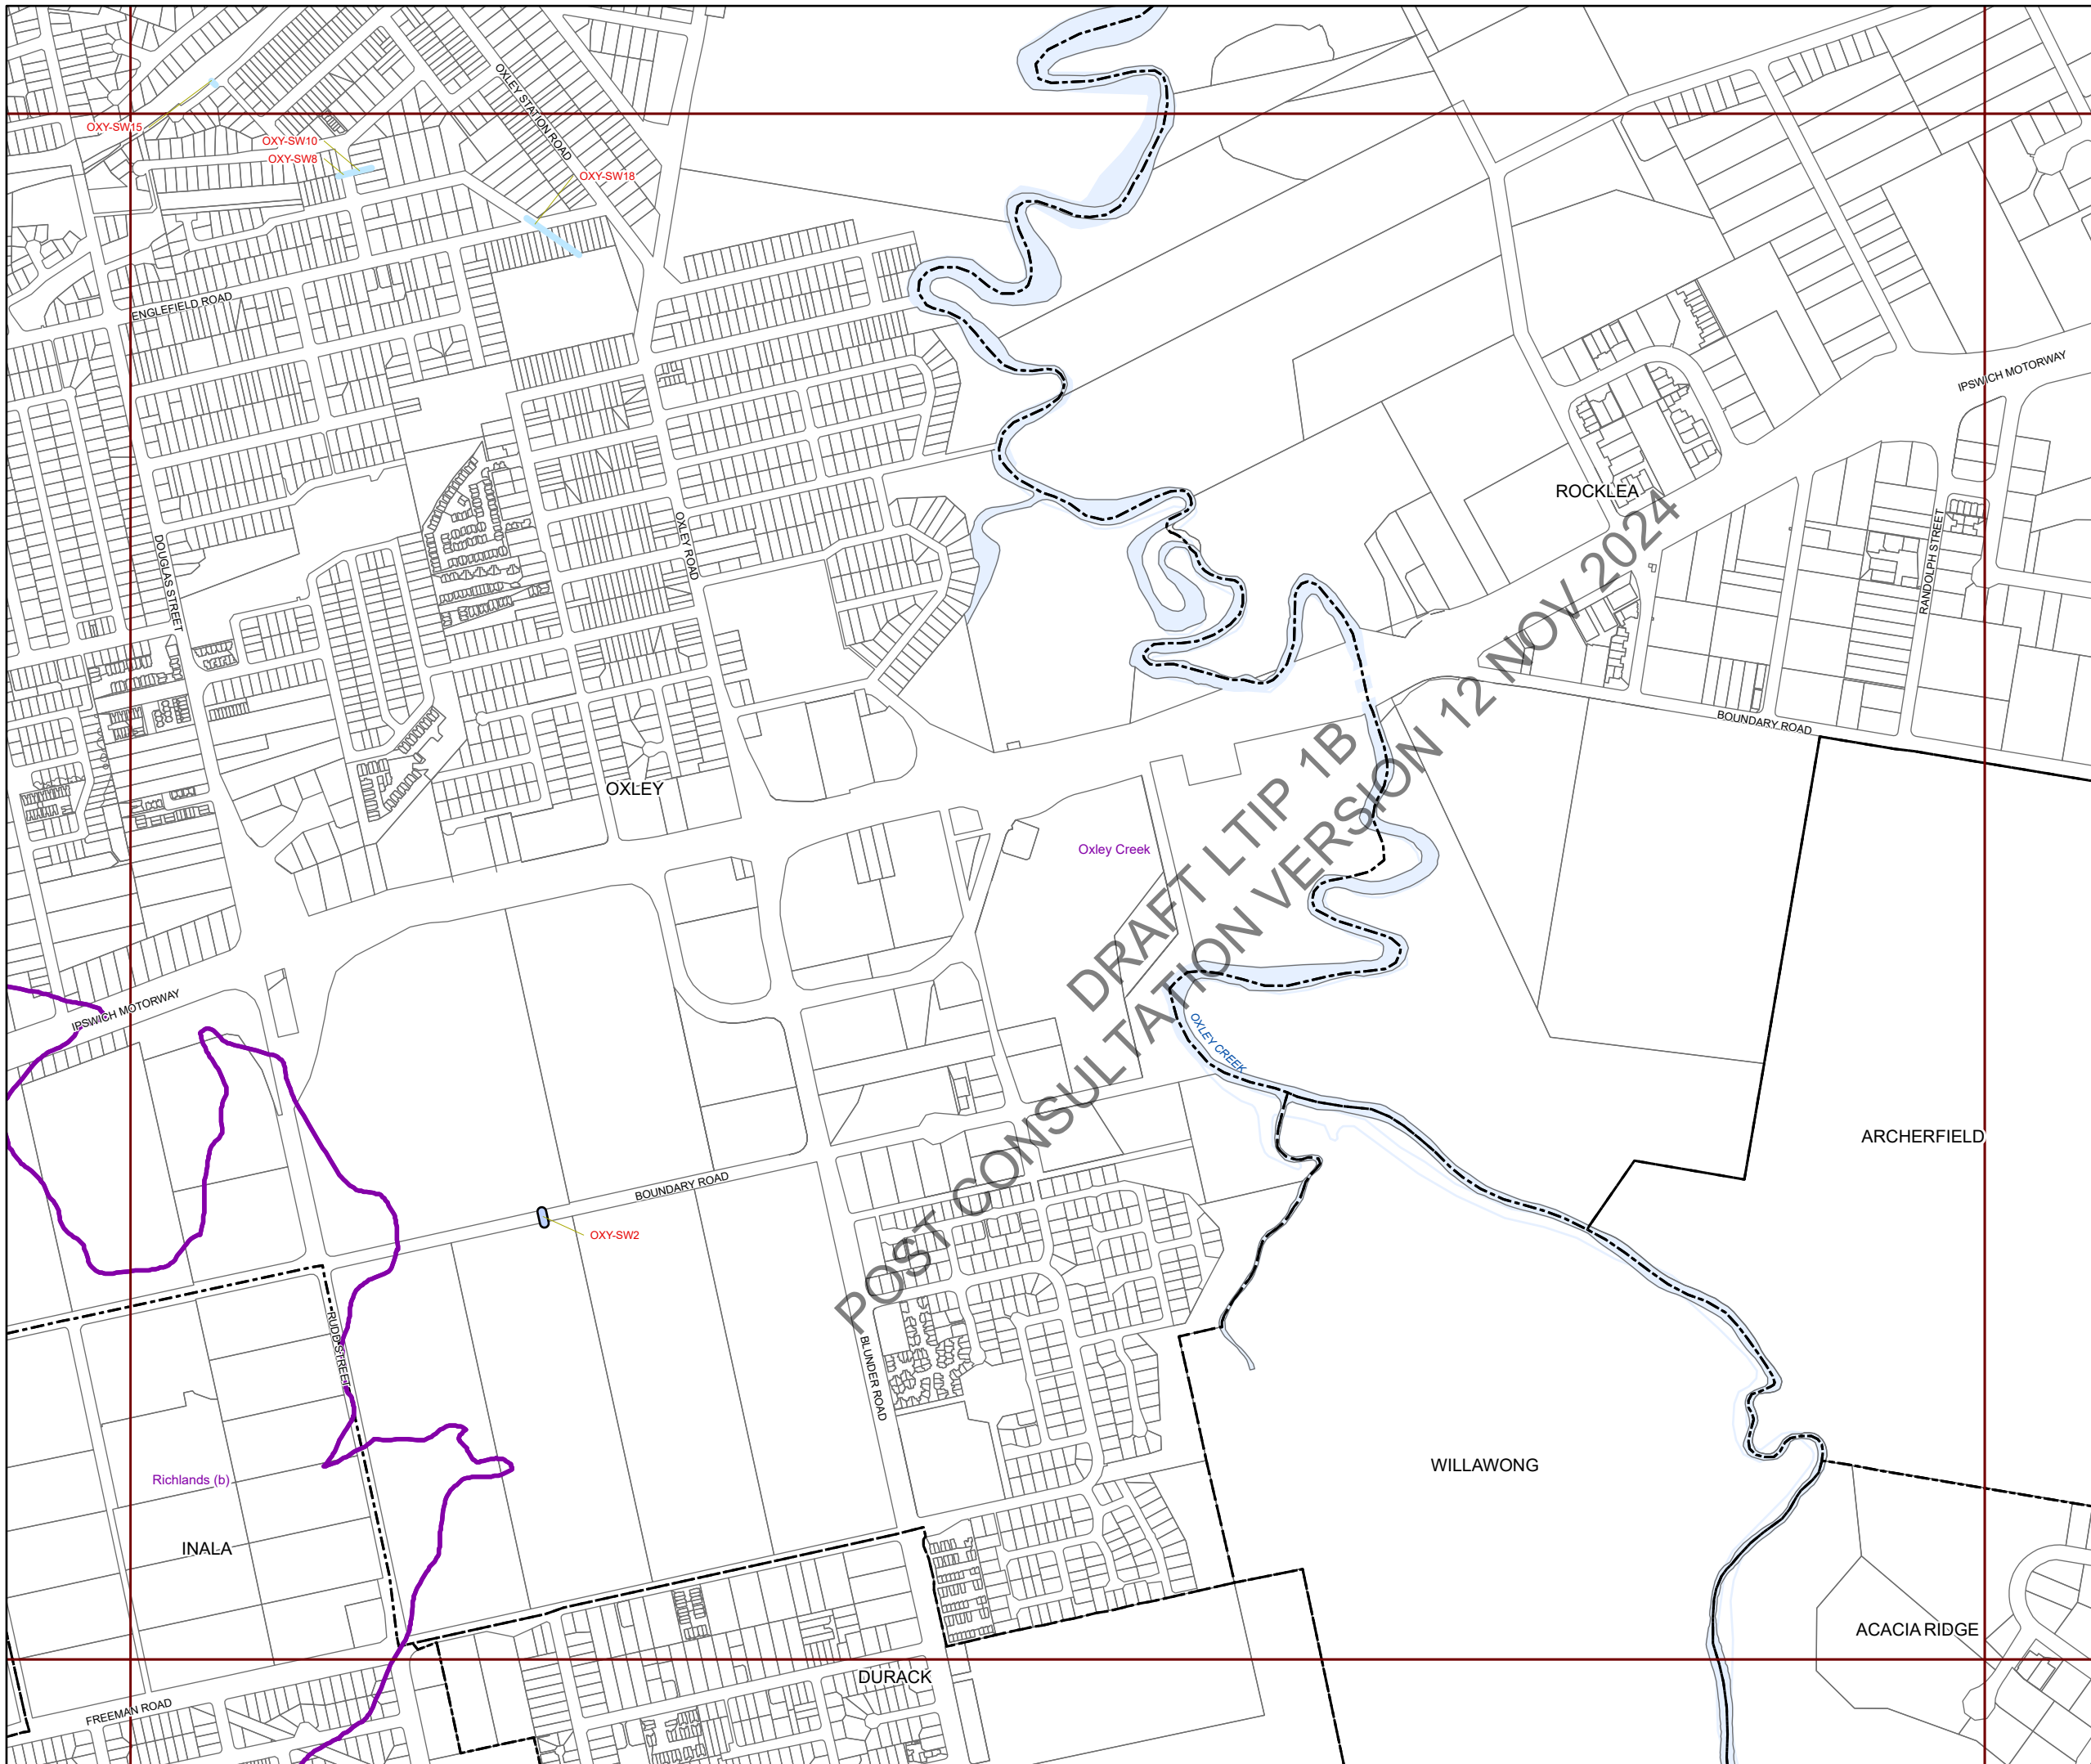 OXLEY STATION ROAD
OXY-SW15
OXY-SW10
OXY-SW8
OXY-SW18
ENGLEFIELD ROAD
IPSWICH MOTORWAY
ROCKLEA
OXLEY ROAD
DOUGLAS STREET
RANDOLPH STREET
BOUNDARY ROAD
OXLEY
Oxley Creek
DRAFT LTIP 1B
POST CONSULTATION VERSION 12 NOV 2024
IPSWICH MOTORWAY
OXLEY CREEK
ARCHERFIELD
BOUNDARY ROAD
OXY-SW2
RUDD STREET
BLUNDER ROAD
WILLAWONG
Richlands (b)
INALA
ACACIA RIDGE
DURACK
FREEMAN ROAD